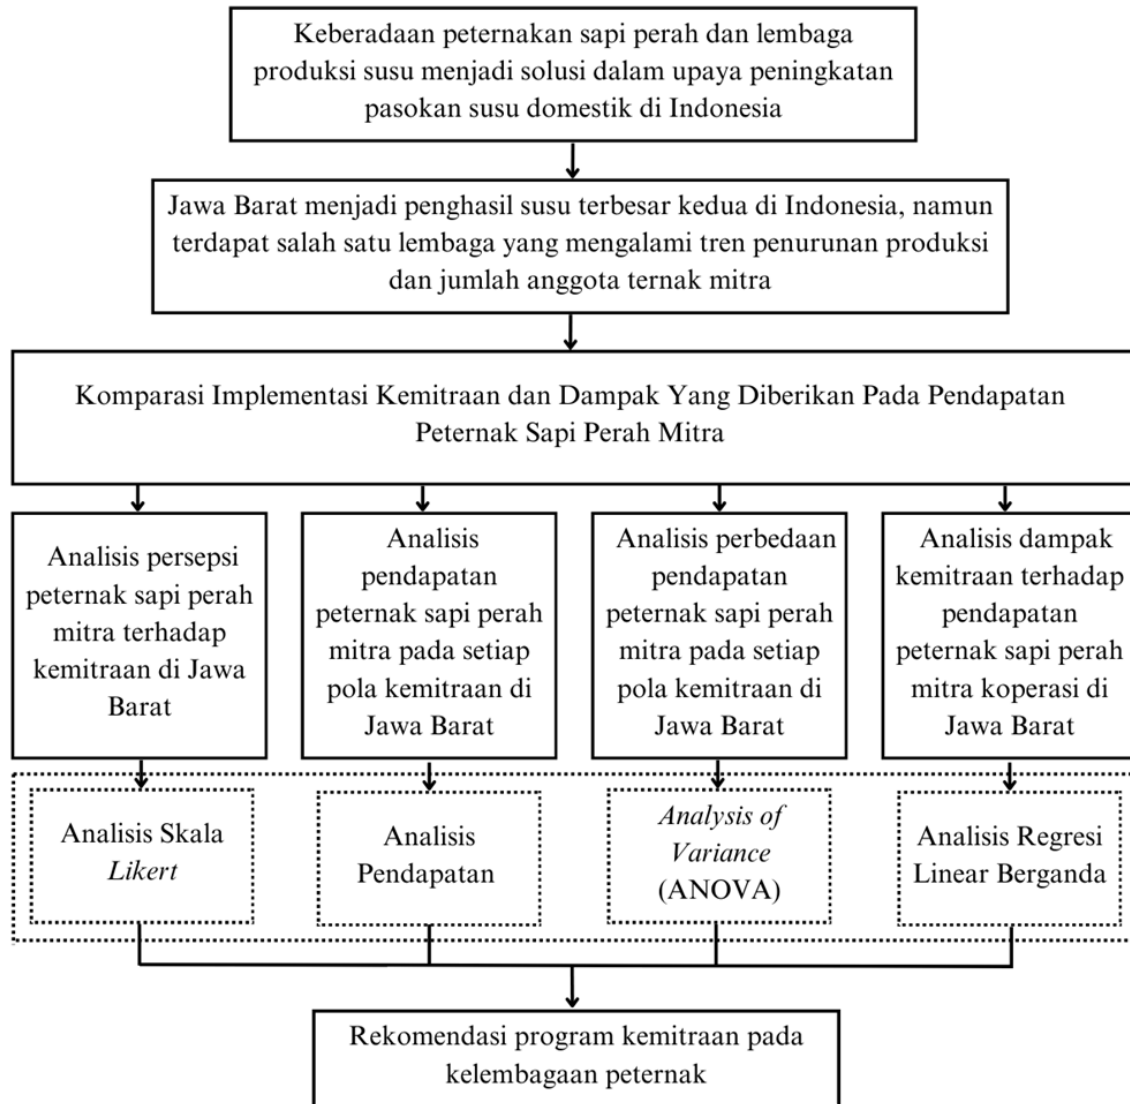 Keberadaan peternakan sapi perah dan lembaga
produksi susu menjadi solusi dalam upaya peningkatan
pasokan susu domestik di Indonesia
Jawa Barat menjadi penghasil susu terbesar kedua di Indonesia, namun
terdapat salah satu lembaga yang mengalami tren penurunan produksi
dan jumlah anggota ternak mitra
Komparasi Implementasi Kemitraan dan Dampak Yang Diberikan Pada Pendapatan
Peternak Sapi Perah Mitra
Analisis persepsi
peternak sapi perah
mitra terhadap
kemitraan di Jawa
Barat
Analisis
pendapatan
peternak sapi perah
mitra pada setiap
pola kemitraan di
Jawa Barat
Analisis perbedaan
pendapatan
peternak sapi perah
mitra pada setiap
pola kemitraan di
Jawa Barat
Analisis dampak
kemitraan terhadap
pendapatan
peternak sapi perah
mitra koperasi di
Jawa Barat
Analisis Skala
Likert
Analisis
Pendapatan
Analysis of
Variance
(ANOVA)
Analisis Regresi
Linear Berganda
Rekomendasi program kemitraan pada
kelembagaan peternak